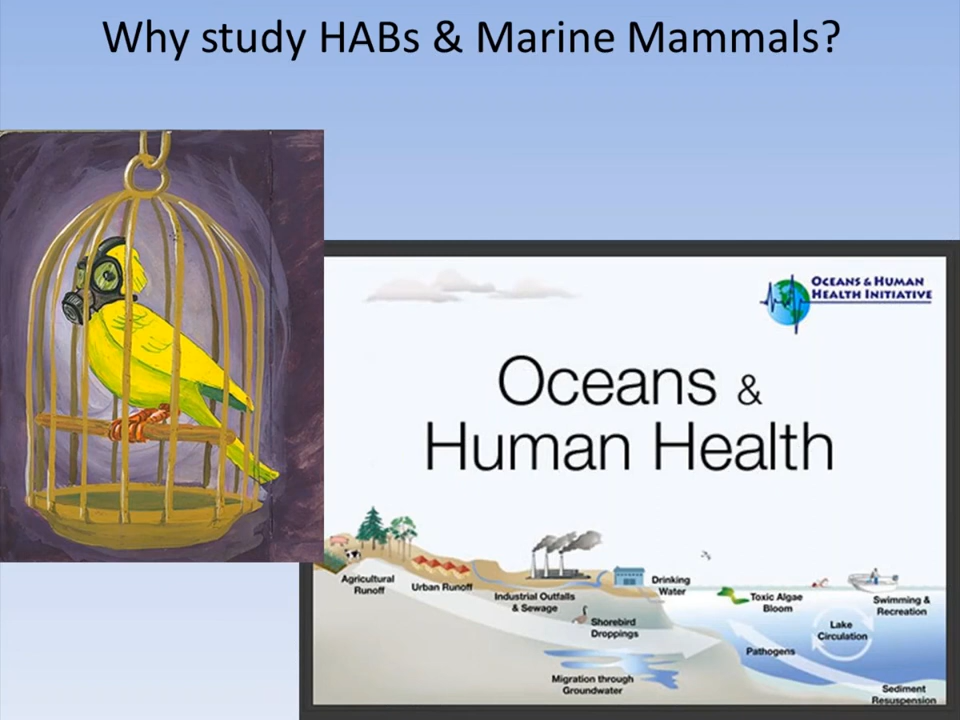 Why study HABs & Marine Mammals?
OCEANS & HUMAN
HEALTH INITIATIVE
Oceans &
Human Health
Agricultural
Runoff
Urban Runoff
Industrial Outfalls
& Sewage
Drinking
Water
Shorebird
Droppings
Toxic Algae
Bloom
Swimming &
Recreation
Lake
Circulation
Pathogens
Migration through
Groundwater
Sediment
Resuspension